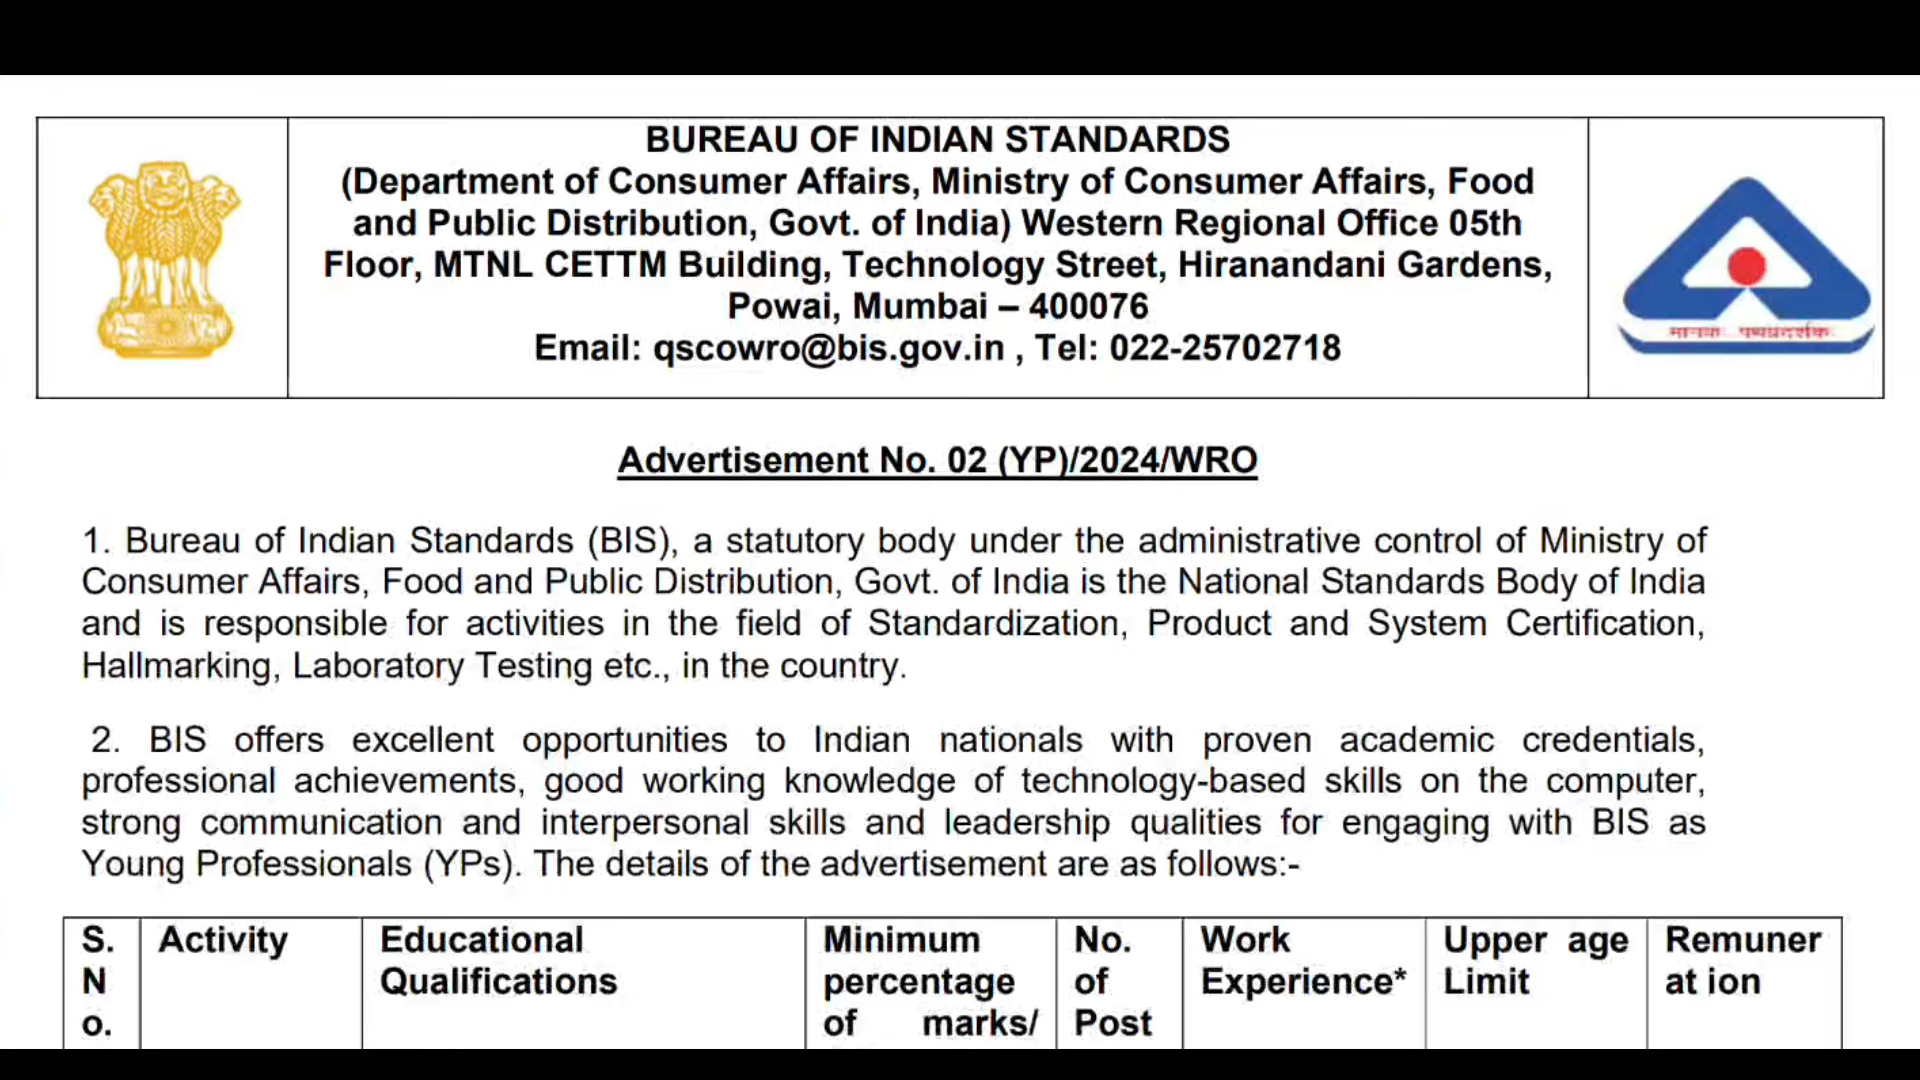 BUREAU OF INDIAN STANDARDS
(Department of Consumer Affairs, Ministry of Consumer Affairs, Food
and Public Distribution, Govt. of India) Western Regional Office 05th
Floor, MTNL CETTM Building, Technology Street, Hiranandani Gardens,
Powai, Mumbai – 400076
Email: qscowro@bis.gov.in , Tel: 022-25702718
मानकः पथप्रदर्शकः
Advertisement No. 02 (YP)/2024/WRO
1. Bureau of Indian Standards (BIS), a statutory body under the administrative control of Ministry of
Consumer Affairs, Food and Public Distribution, Govt. of India is the National Standards Body of India
and is responsible for activities in the field of Standardization, Product and System Certification,
Hallmarking, Laboratory Testing etc., in the country.
2. BIS offers excellent opportunities to Indian nationals with proven academic credentials,
professional achievements, good working knowledge of technology-based skills on the computer,
strong communication and interpersonal skills and leadership qualities for engaging with BIS as
Young Professionals (YPs). The details of the advertisement are as follows:-
S.
N
o.
Activity
Educational
Qualifications
Minimum
percentage
of marks/
No.
of
Post
Work
Experience*
Upper age
Limit
Remuner
at ion